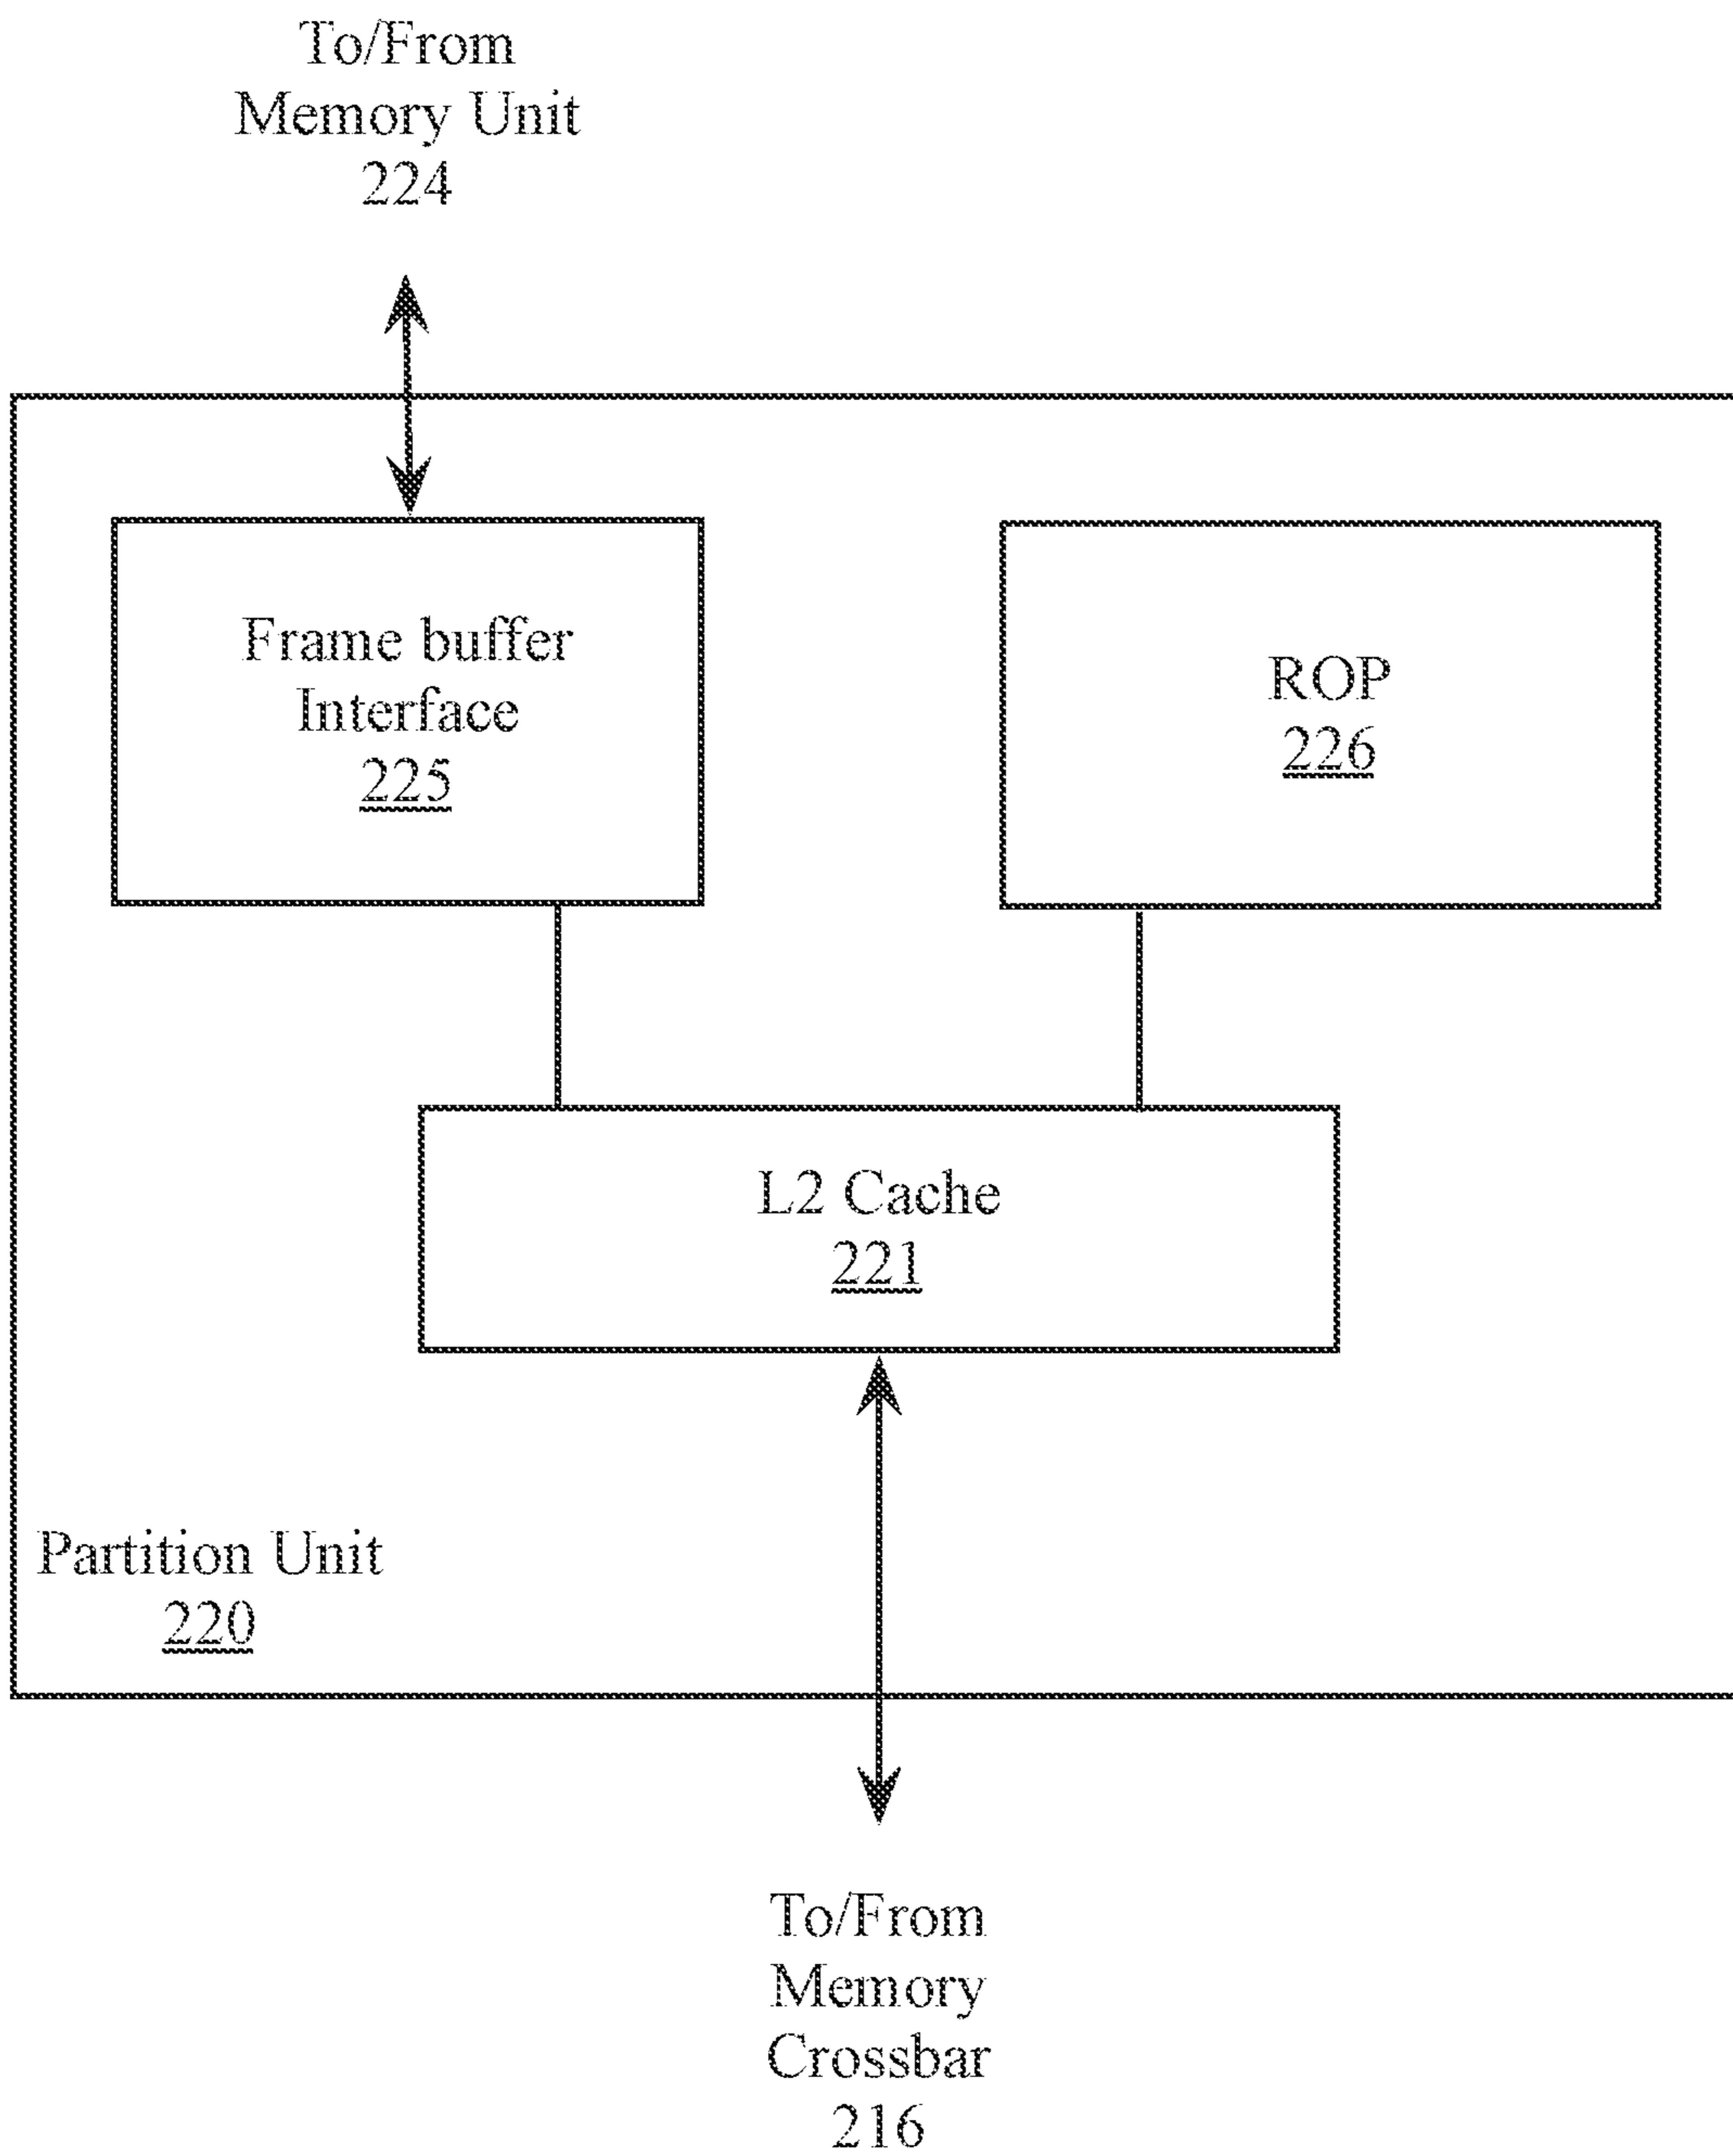 To/From
Memory Unit
224
Frame buffer
Interface
225
ROP
226
L2 Cache
221
Partition Unit
220
To/From
Memory
Crossbar
216